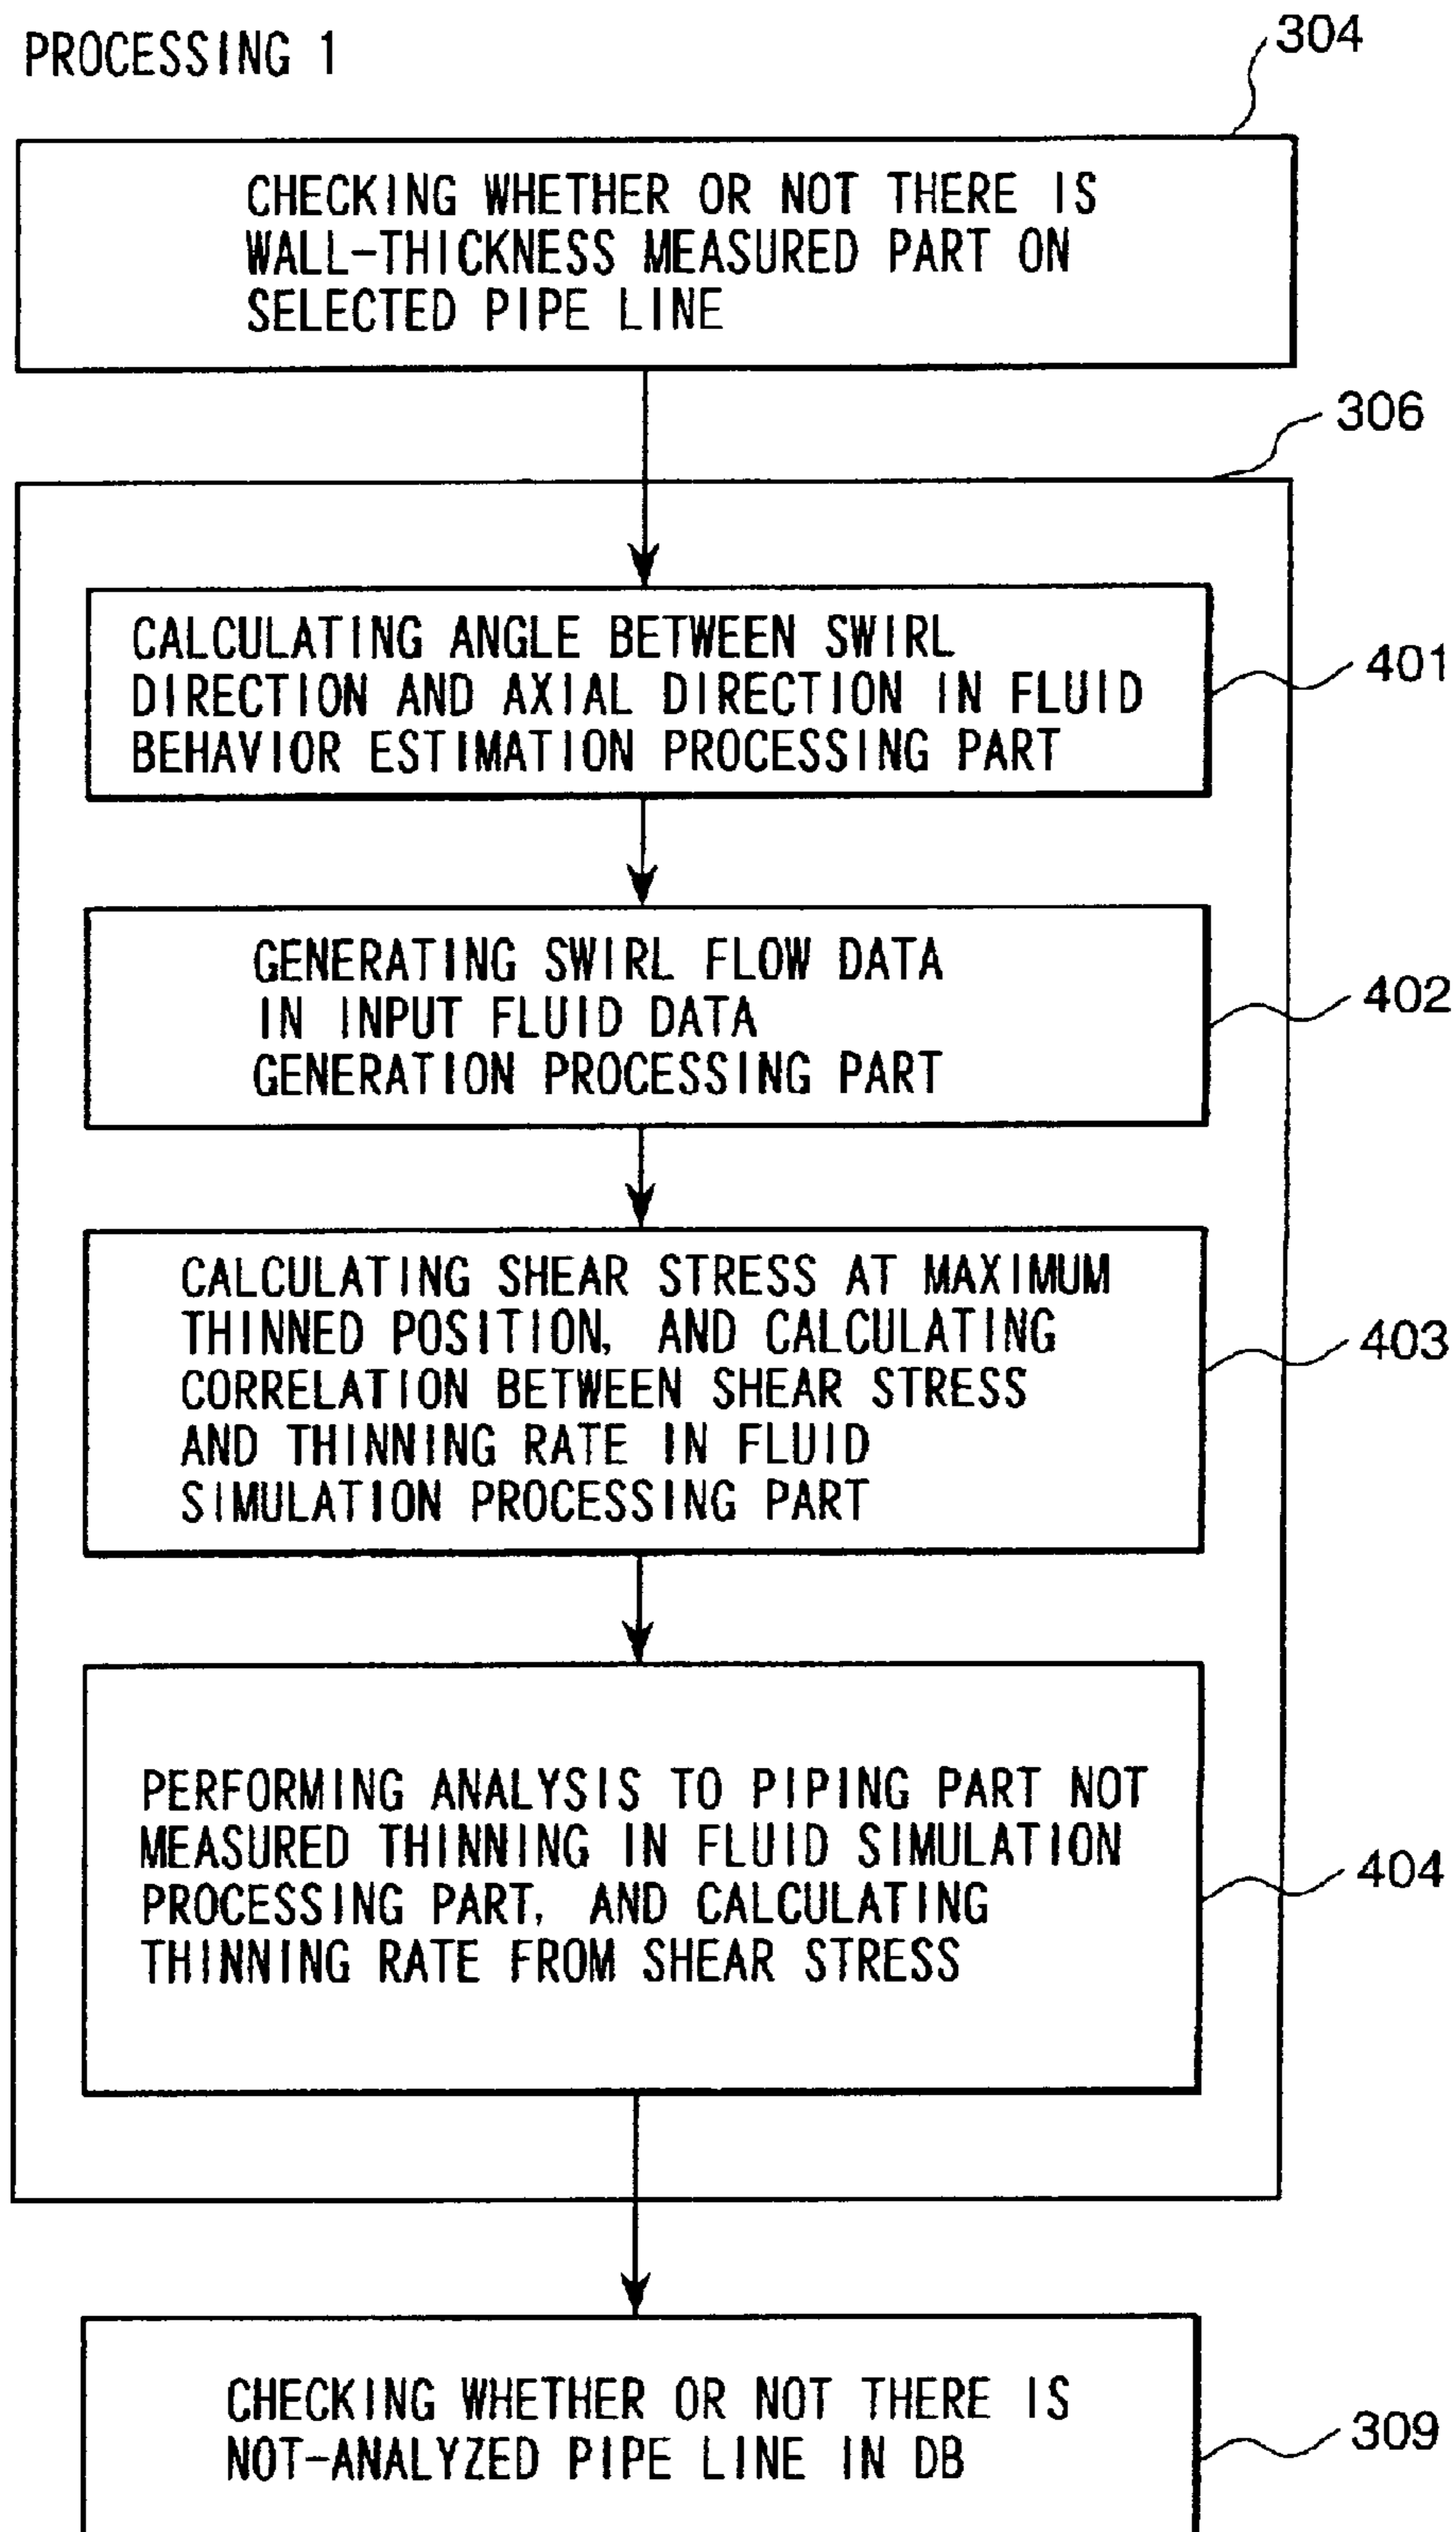 PROCESSING 1
304
CHECKING WHETHER OR NOT THERE IS
WALL-THICKNESS MEASURED PART ON
SELECTED PIPE LINE
306
CALCULATING ANGLE BETWEEN SWIRL
DIRECTION AND AXIAL DIRECTION IN FLUID
BEHAVIOR ESTIMATION PROCESSING PART
401
GENERATING SWIRL FLOW DATA
IN INPUT FLUID DATA
GENERATION PROCESSING PART
402
CALCULATING SHEAR STRESS AT MAXIMUM
THINNED POSITION, AND CALCULATING
CORRELATION BETWEEN SHEAR STRESS
AND THINNING RATE IN FLUID
SIMULATION PROCESSING PART
403
PERFORMING ANALYSIS TO PIPING PART NOT
MEASURED THINNING IN FLUID SIMULATION
PROCESSING PART, AND CALCULATING
THINNING RATE FROM SHEAR STRESS
404
CHECKING WHETHER OR NOT THERE IS
NOT-ANALYZED PIPE LINE IN DB
309